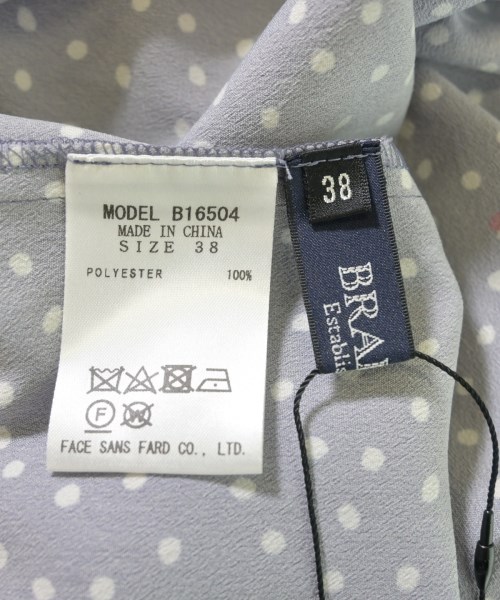 MODEL B16504
MADE IN CHINA
SIZE 38
POLYESTER 100%
F W
FACE SANS FARD CO., LTD.
38
BRA
Establis